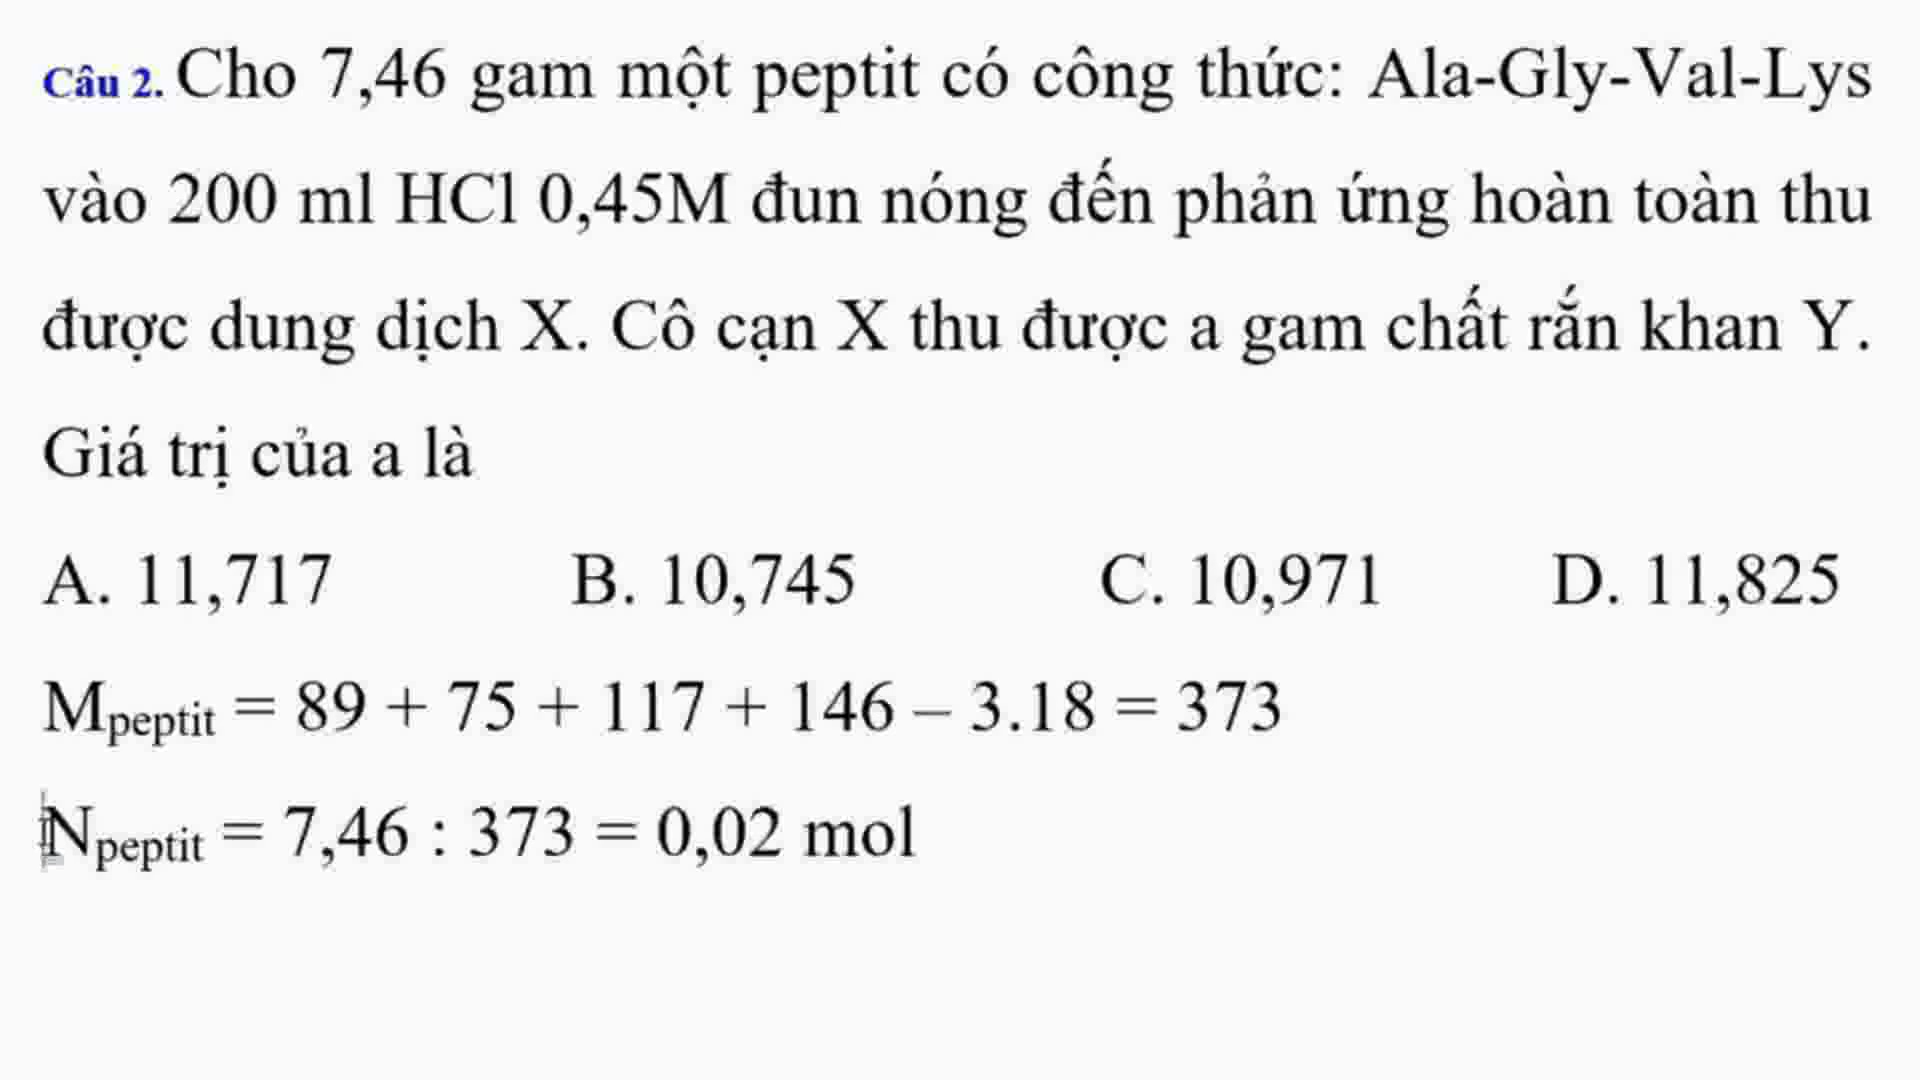 Câu 2. Cho 7,46 gam một peptit có công thức: Ala-Gly-Val-Lys
vào 200 ml HCl 0,45M đun nóng đến phản ứng hoàn toàn thu
được dung dịch X. Cô cạn X thu được a gam chất rắn khan Y.
Giá trị của a là
A. 11,717 B. 10,745 C. 10,971 D. 11,825
Mpeptit = 89 + 75 + 117 + 146 – 3.18 = 373
Npeptit = 7,46 : 373 = 0,02 mol